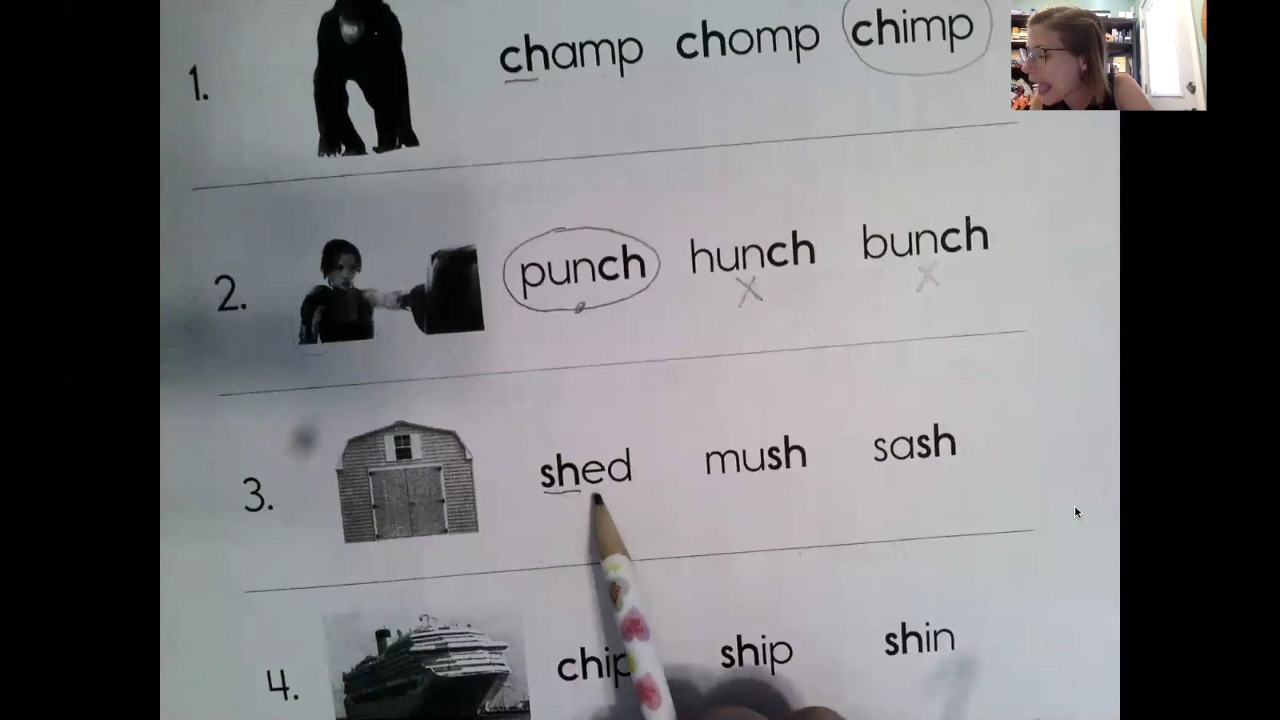 1. champ chomp chimp
2. punch hunch bunch
3. shed mush sash
4. chip ship shin